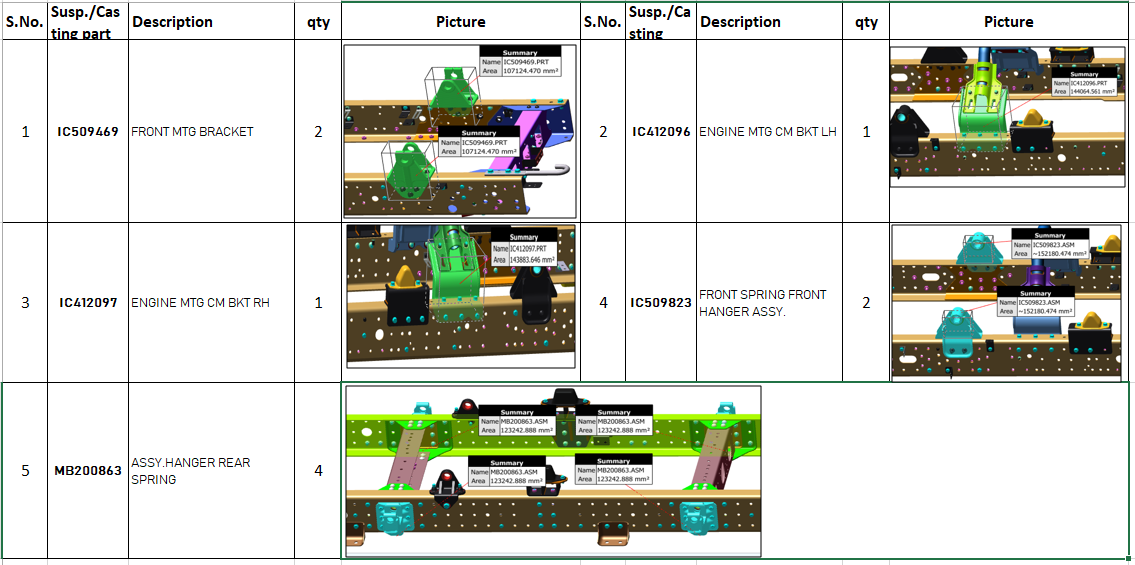 S.No. Susp./Cas ting part Description qty Picture S.No. Susp./Ca sting Description qty Picture
1 IC509469 FRONT MTG BRACKET 2
Summary
Name IC509469.PRT
Area 107124.470 mm²
Summary
Name IC509469.PRT
Area 107124.470 mm²
2 IC412096 ENGINE MTG CM BKT LH 1
Summary
Name IC412096.PRT
Area 144064.561 mm²
3 IC412097 ENGINE MTG CM BKT RH 1
Summary
Name IC412097.PRT
Area 143883.646 mm²
4 IC509823 FRONT SPRING FRONT
HANGER ASSY. 2
Summary
Name IC509823.ASM
Area ~152180.474 mm²
Summary
Name IC509823.ASM
Area ~152180.474 mm²
5 MB200863 ASSY.HANGER REAR
SPRING 4
Summary
Name MB200863.ASM
Area 123242.888 mm²
Summary
Name MB200863.ASM
Area 123242.888 mm²
Summary
Name MB200863.ASM
Area 123242.888 mm²
Summary
Name MB200863.ASM
Area 123242.888 mm²